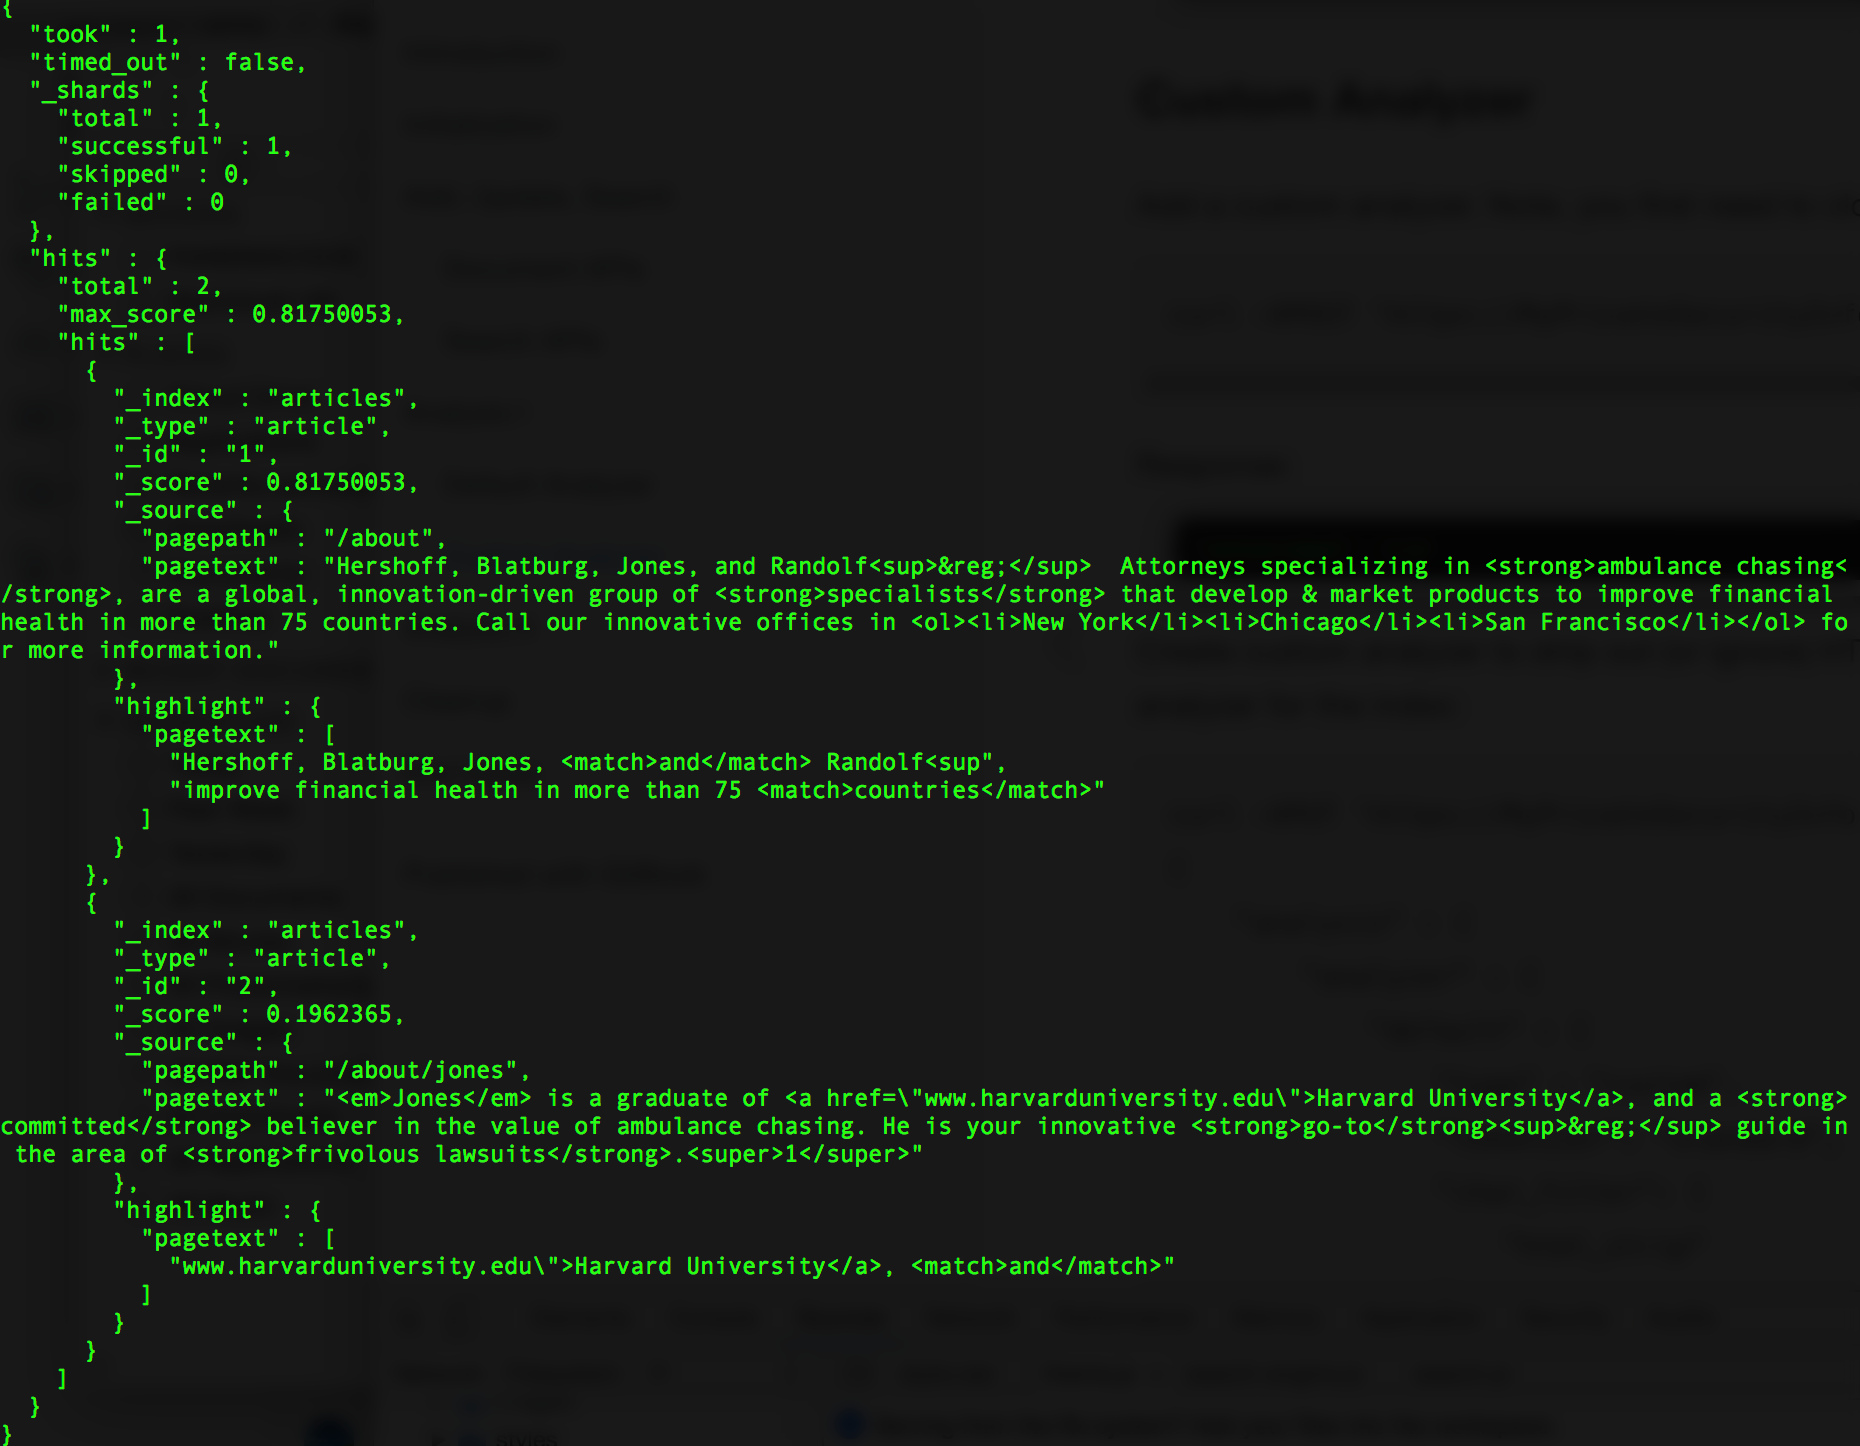 {
  "took" : 1,
  "timed_out" : false,
  "_shards" : {
    "total" : 1,
    "successful" : 1,
    "skipped" : 0,
    "failed" : 0
  },
  "hits" : {
    "total" : 2,
    "max_score" : 0.81750053,
    "hits" : [
      {
        "_index" : "articles",
        "_type" : "article",
        "_id" : "1",
        "_score" : 0.81750053,
        "_source" : {
          "pagepath" : "/about",
          "pagetext" : "Hershoff, Blatburg, Jones, and Randolf<sup>&reg;</sup>  Attorneys specializing in <strong>ambulance chasing<
/strong>, are a global, innovation-driven group of <strong>specialists</strong> that develop & market products to improve financial
health in more than 75 countries. Call our innovative offices in <ol><li>New York</li><li>Chicago</li><li>San Francisco</li></ol> fo
r more information."
        },
        "highlight" : {
          "pagetext" : [
            "Hershoff, Blatburg, Jones, <match>and</match> Randolf<sup",
            "improve financial health in more than 75 <match>countries</match>"
          ]
        }
      },
      {
        "_index" : "articles",
        "_type" : "article",
        "_id" : "2",
        "_score" : 0.1962365,
        "_source" : {
          "pagepath" : "/about/jones",
          "pagetext" : "<em>Jones</em> is a graduate of <a href=\"www.harvarduniversity.edu\">Harvard University</a>, and a <strong>
committed</strong> believer in the value of ambulance chasing. He is your innovative <strong>go-to</strong><sup>&reg;</sup> guide in
 the area of <strong>frivolous lawsuits</strong>.<super>1</super>"
        },
        "highlight" : {
          "pagetext" : [
            "www.harvarduniversity.edu\">Harvard University</a>, <match>and</match>"
          ]
        }
      }
    ]
  }
}
Custom Analyzer